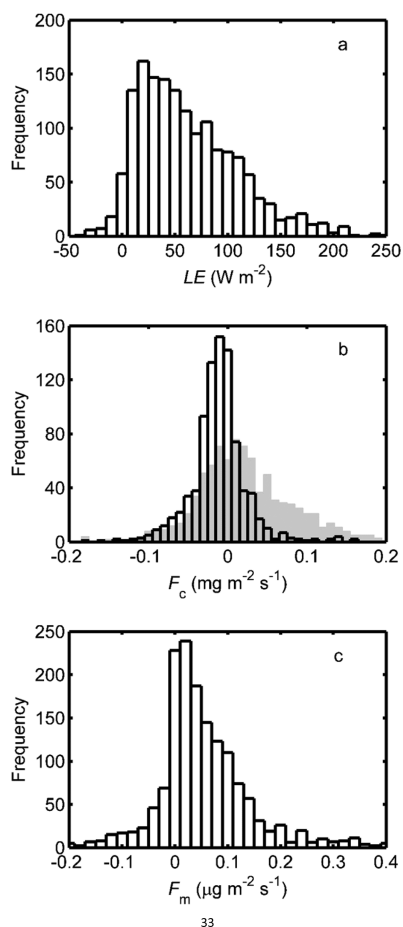 200
150
100
50
0
Frequency
a
-50 0 50 100 150 200 250
LE (W m-2)
160
120
80
40
0
Frequency
b
-0.2 -0.1 0 0.1 0.2
Fc (mg m-2 s-1)
250
200
150
100
50
0
Frequency
c
-0.2 -0.1 0 0.1 0.2 0.3 0.4
Fm (μg m-2 s-1)
33